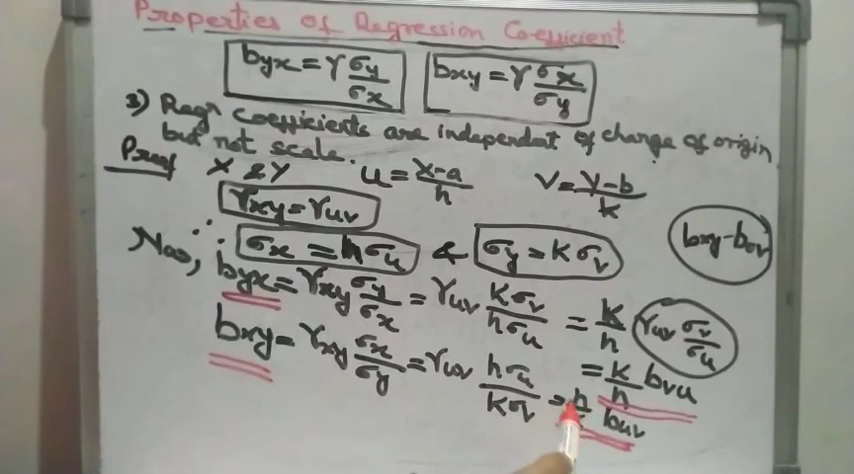 Properties of Regression Coefficient
byx = r σy/σx   bxy = r σx/σy
3) Regn Coefficients are independent of change of origin
but not scale.
Proof X & Y   u = X-a/h   v = Y-b/k
rxy = ruv
∴ σx = hσu & σy = kσv   bxy-buv
Now, byx = rxy σy/σx = ruv kσv/hσu = k/h ruv σv/σu
= k/h bvu
bxy = rxy σx/σy = ruv hσu/kσv = h/ buv